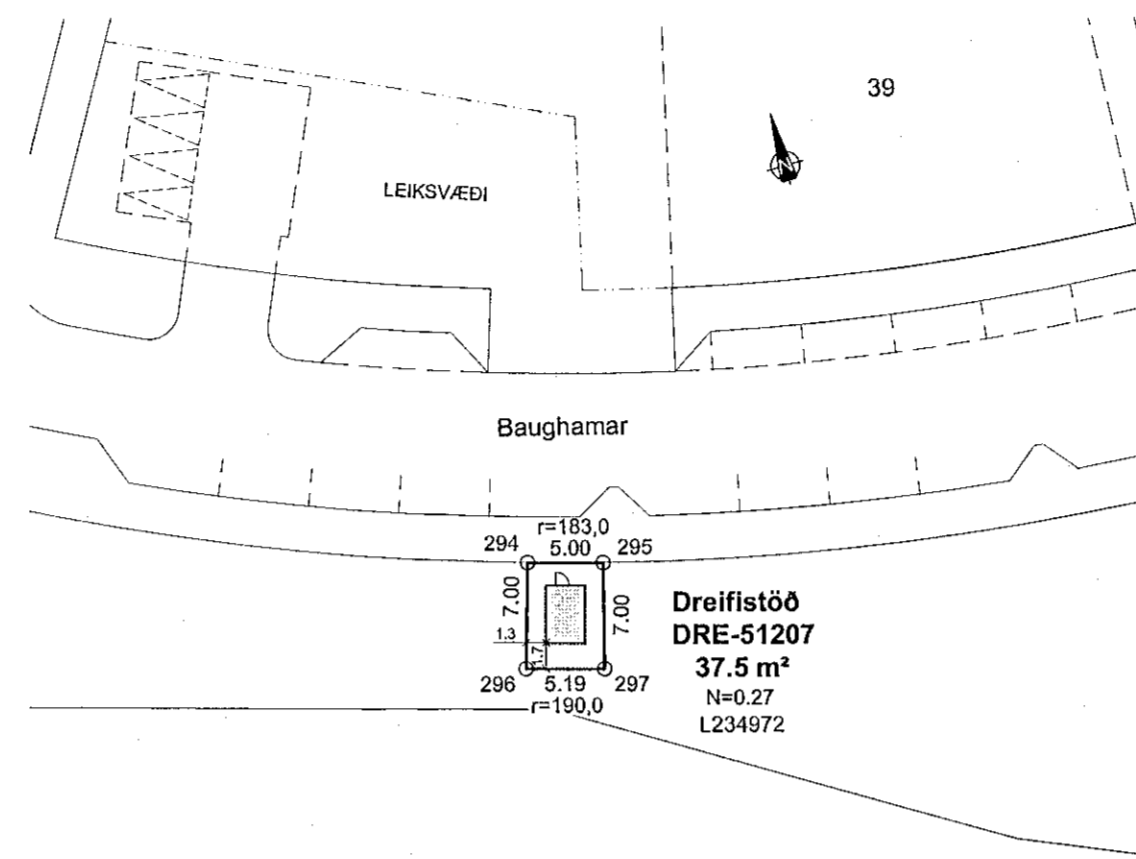 39
N
LEIKSVÆÐI
Baughamar
r=183,0
294 5.00 295
7.00
7.00
1.3
1.7
296 5.19 297
r=190,0
Dreifistöð
DRE-51207
37.5 m²
N=0.27
L234972